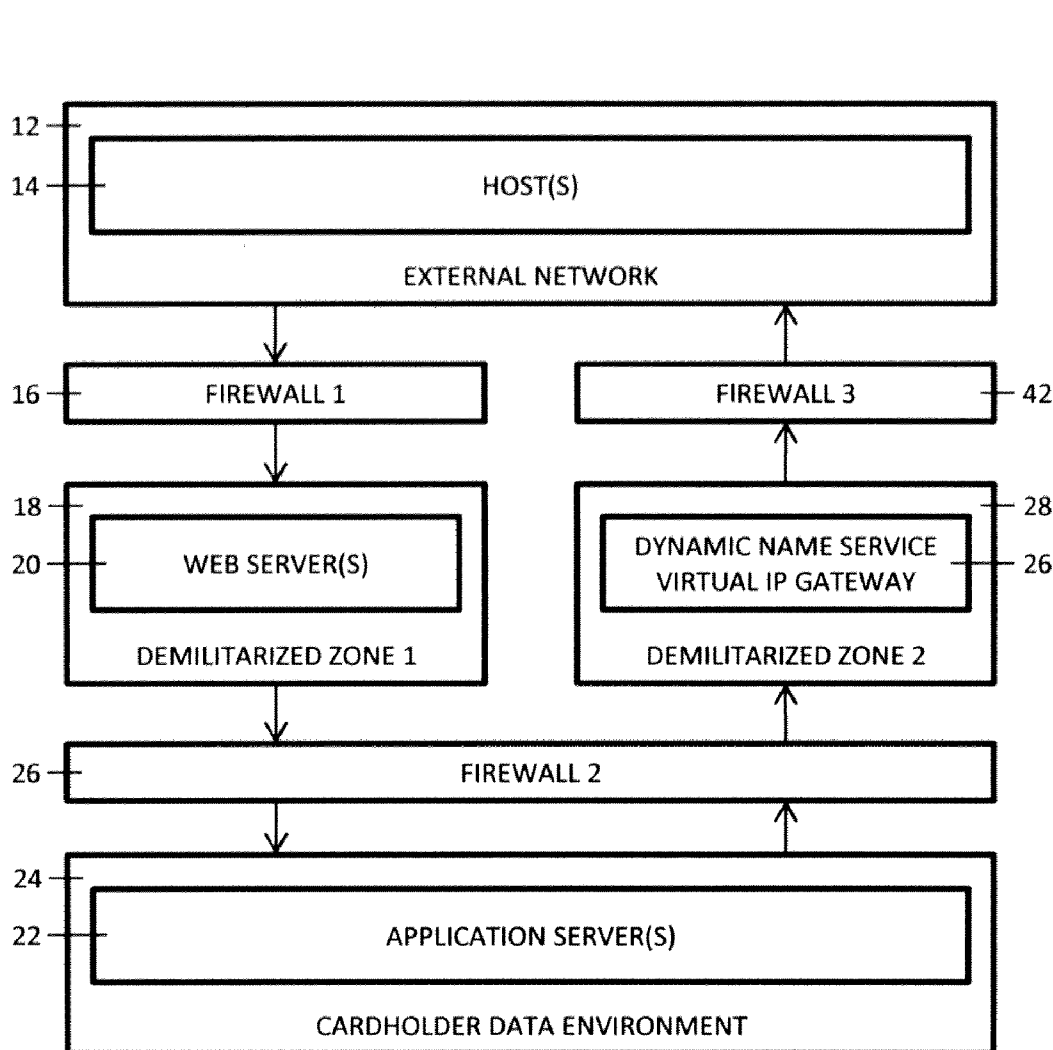 12
14
HOST(S)
EXTERNAL NETWORK
16
FIREWALL 1
FIREWALL 3
42
18
28
20
WEB SERVER(S)
DYNAMIC NAME SERVICE
VIRTUAL IP GATEWAY
26
DEMILITARIZED ZONE 1
DEMILITARIZED ZONE 2
26
FIREWALL 2
24
22
APPLICATION SERVER(S)
CARDHOLDER DATA ENVIRONMENT